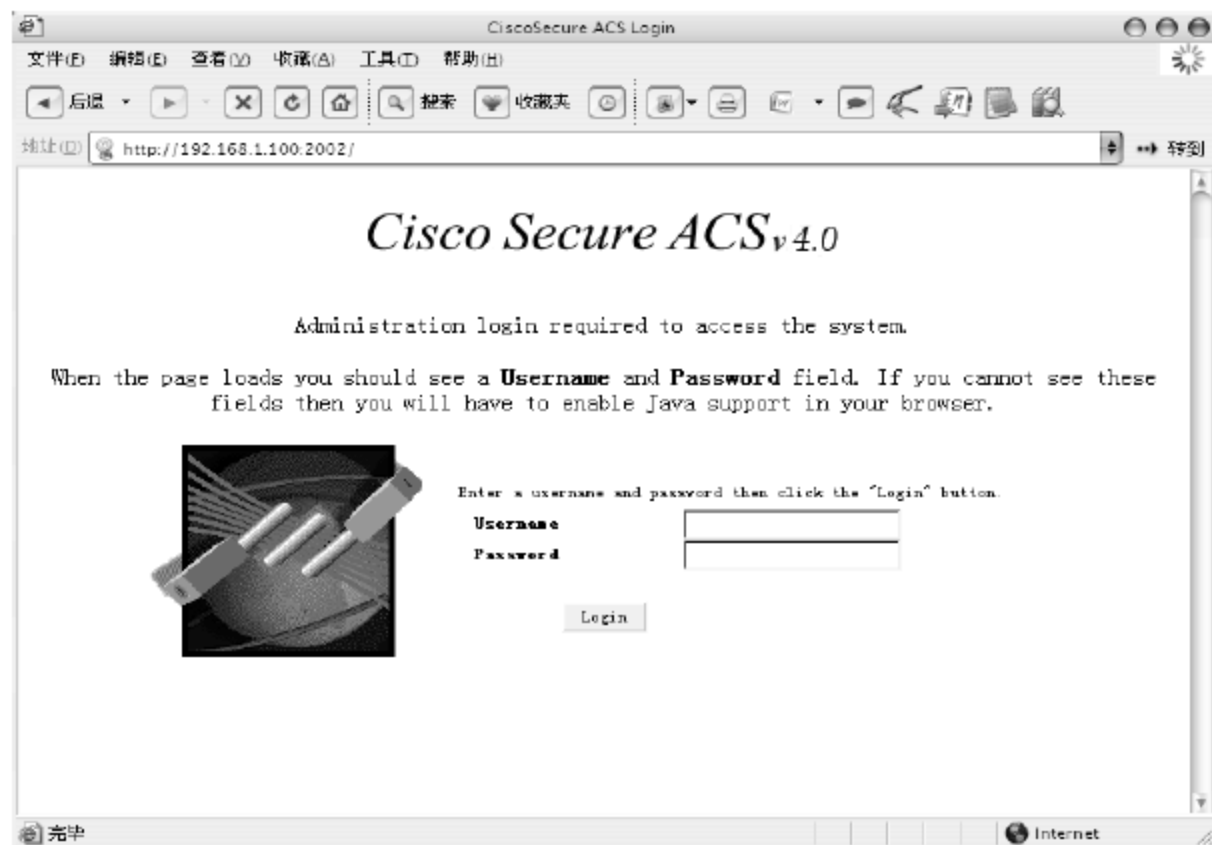 CiscoSecure ACS Login
文件(F) 编辑(E) 查看(V) 收藏(A) 工具(T) 帮助(H)
后退 搜索 收藏夹
地址(D) http://192.168.1.100:2002/ 转到
Cisco Secure ACS v 4.0
Administration login required to access the system.
When the page loads you should see a Username and Password field. If you cannot see these
fields then you will have to enable Java support in your browser.
Enter a username and password then click the "Login" button.
Username
Password
Login
完毕 Internet